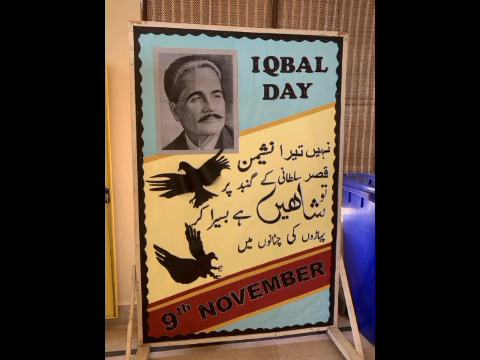 IQBAL
DAY
نہیں تیرا نشیمن
قصر سلطانی کے گنبد پر
تو شاھیں ہے بسیرا کر
پہاڑوں کی چٹانوں میں
9th NOVEMBER